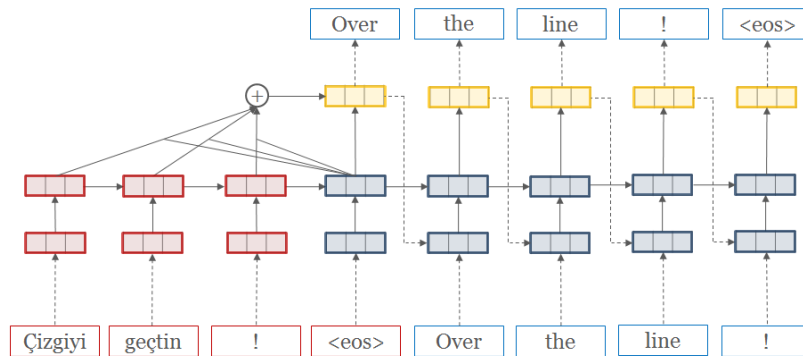 Over the line ! <eos>
+
Çizgiyi geçtin ! <eos> Over the line !